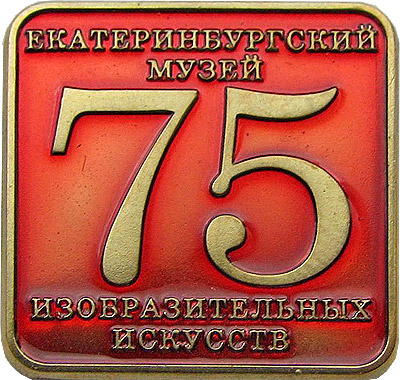 ЕКАТЕРИНБУРГСКИЙ
МУЗЕЙ
75
ИЗОБРАЗИТЕЛЬНЫХ
ИСКУССТВ